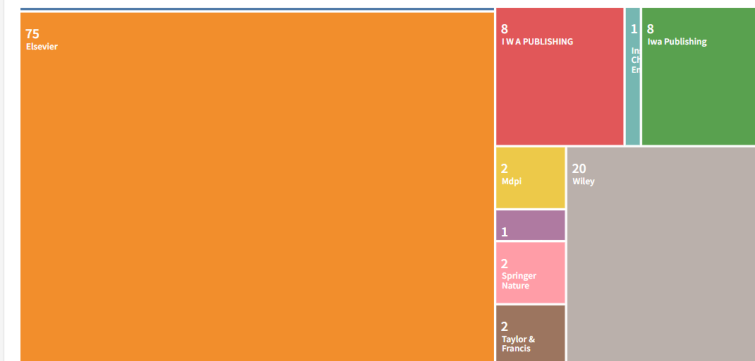 75
Elsevier
8
I W A PUBLISHING
1
8
Iwa Publishing
2
Mdpi
20
Wiley
1
2
Springer
Nature
2
Taylor &
Francis